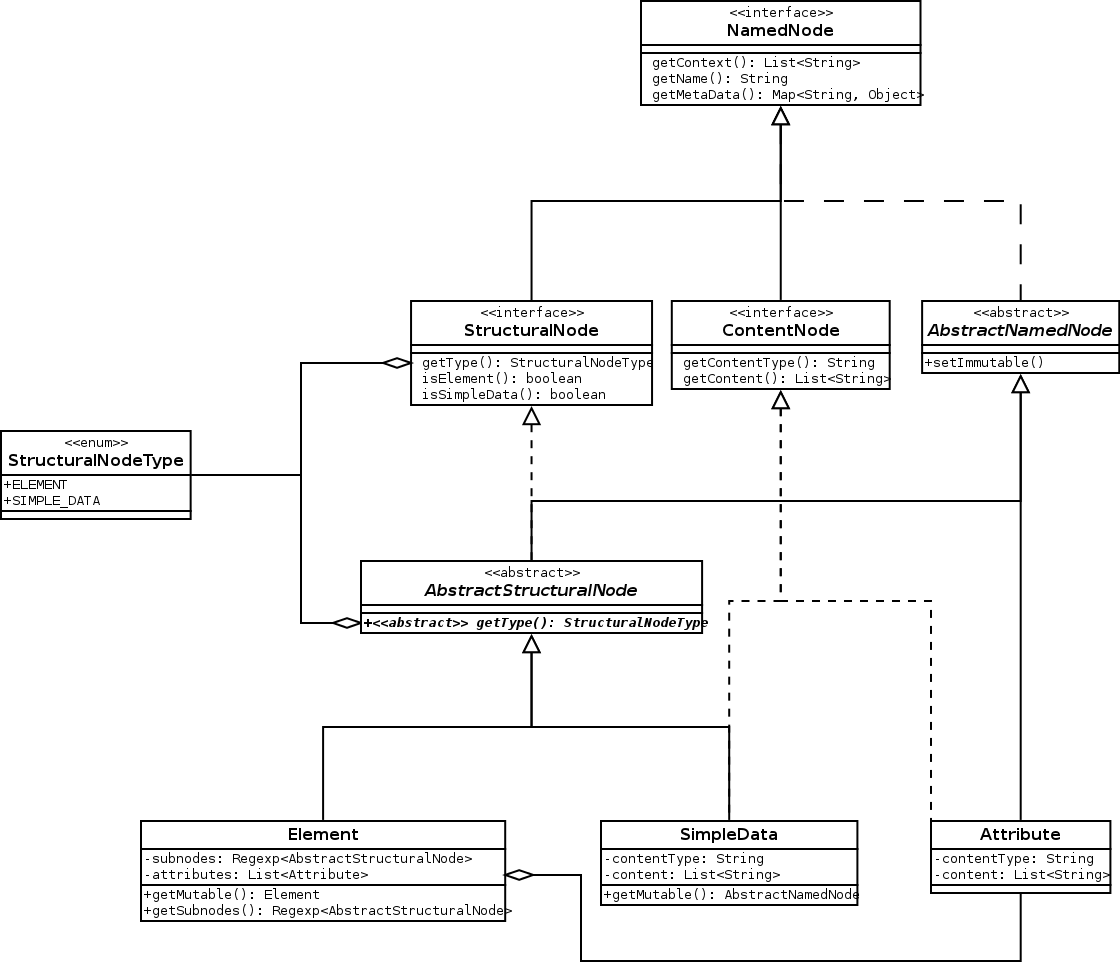 <<interface>>
NamedNode
getContext(): List<String>
getName(): String
getMetaData(): Map<String, Object>
<<interface>>
StructuralNode
getType(): StructuralNodeType
isElement(): boolean
isSimpleData(): boolean
<<interface>>
ContentNode
getContentType(): String
getContent(): List<String>
<<abstract>>
AbstractNamedNode
+setImmutable()
<<enum>>
StructuralNodeType
+ELEMENT
+SIMPLE_DATA
<<abstract>>
AbstractStructuralNode
+<<abstract>> getType(): StructuralNodeType
Element
-subnodes: Regexp<AbstractStructuralNode>
-attributes: List<Attribute>
+getMutable(): Element
+getSubnodes(): Regexp<AbstractStructuralNode>
SimpleData
-contentType: String
-content: List<String>
+getMutable(): AbstractNamedNode
Attribute
-contentType: String
-content: List<String>